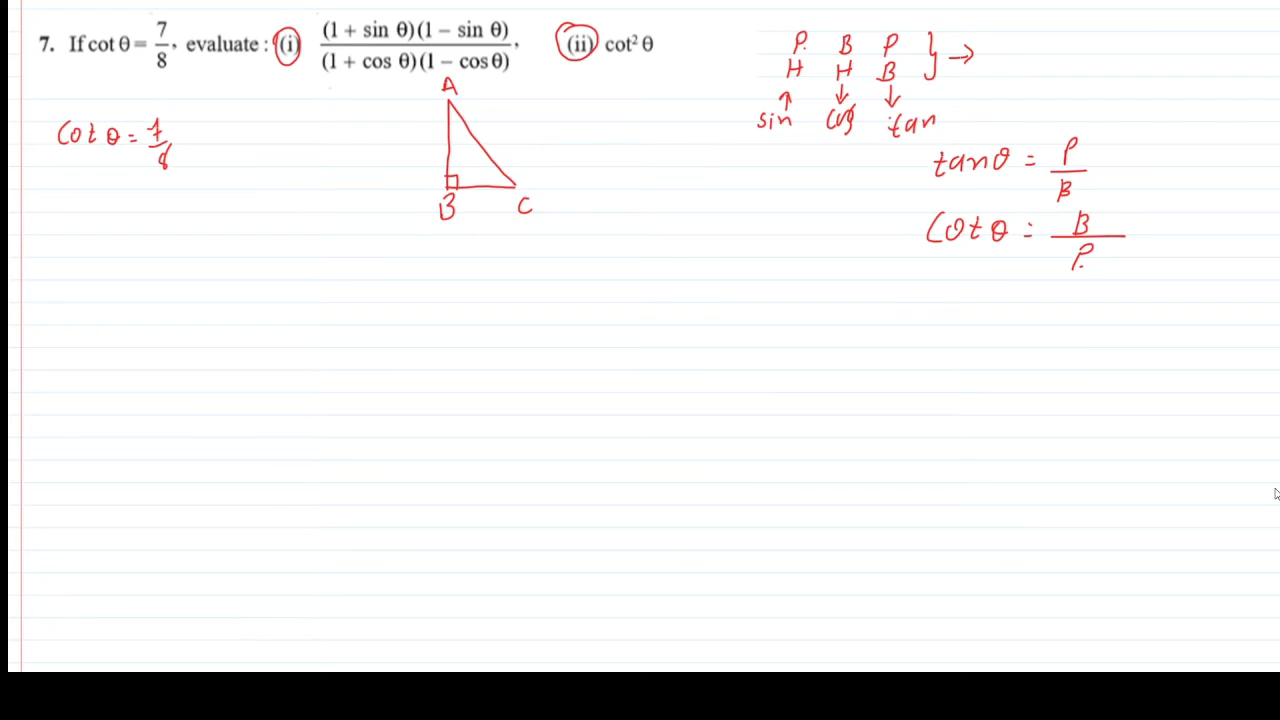 7. If cot θ = 7/8, evaluate : (i) (1 + sin θ)(1 − sin θ) / (1 + cos θ)(1 − cos θ), (ii) cot² θ
P B P
H H B } →
sin cos tan
cot θ = 7/8
A
B C
tan θ = P/B
cot θ = B/P.